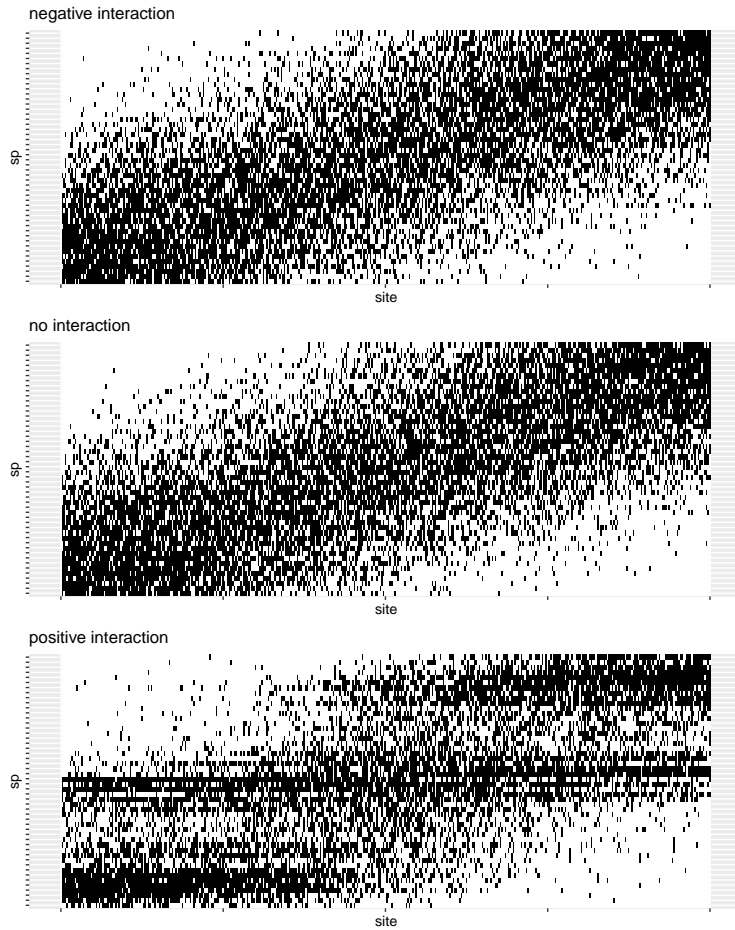 negative interaction
sp
site
no interaction
sp
site
positive interaction
sp
site